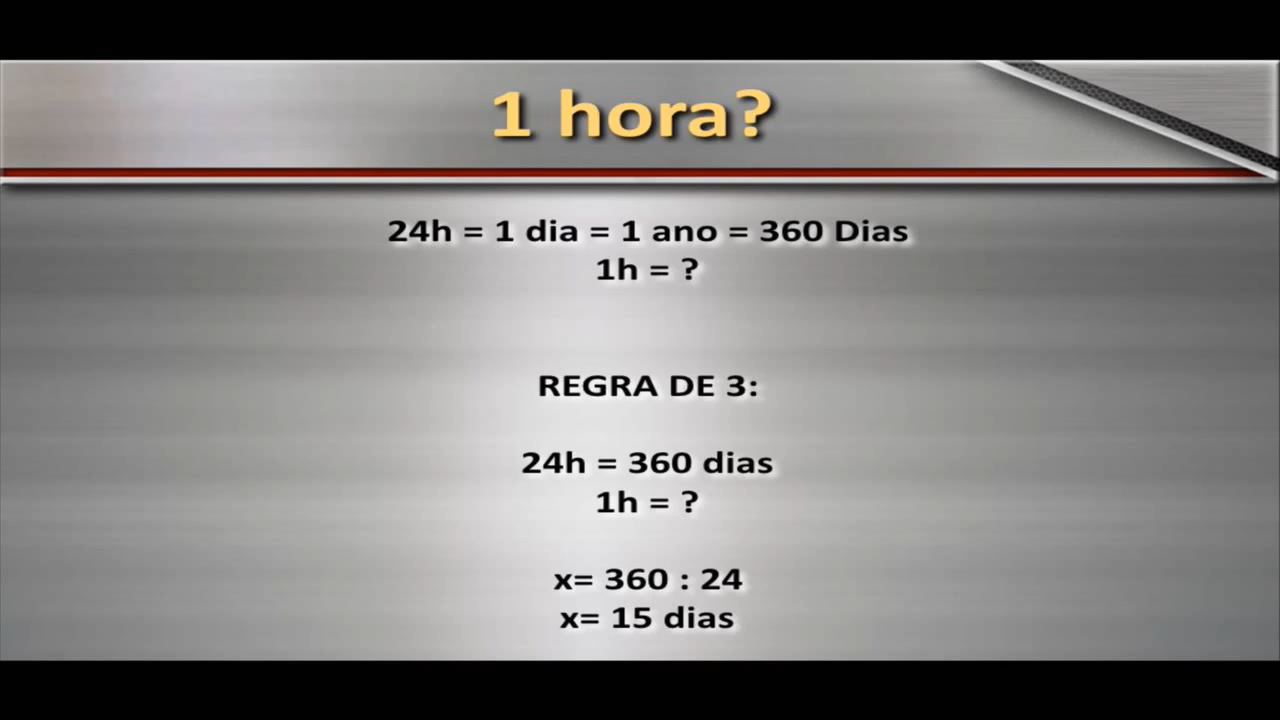 1 hora?
24h = 1 dia = 1 ano = 360 Dias
1h = ?
REGRA DE 3:
24h = 360 dias
1h = ?
x= 360 : 24
x= 15 dias